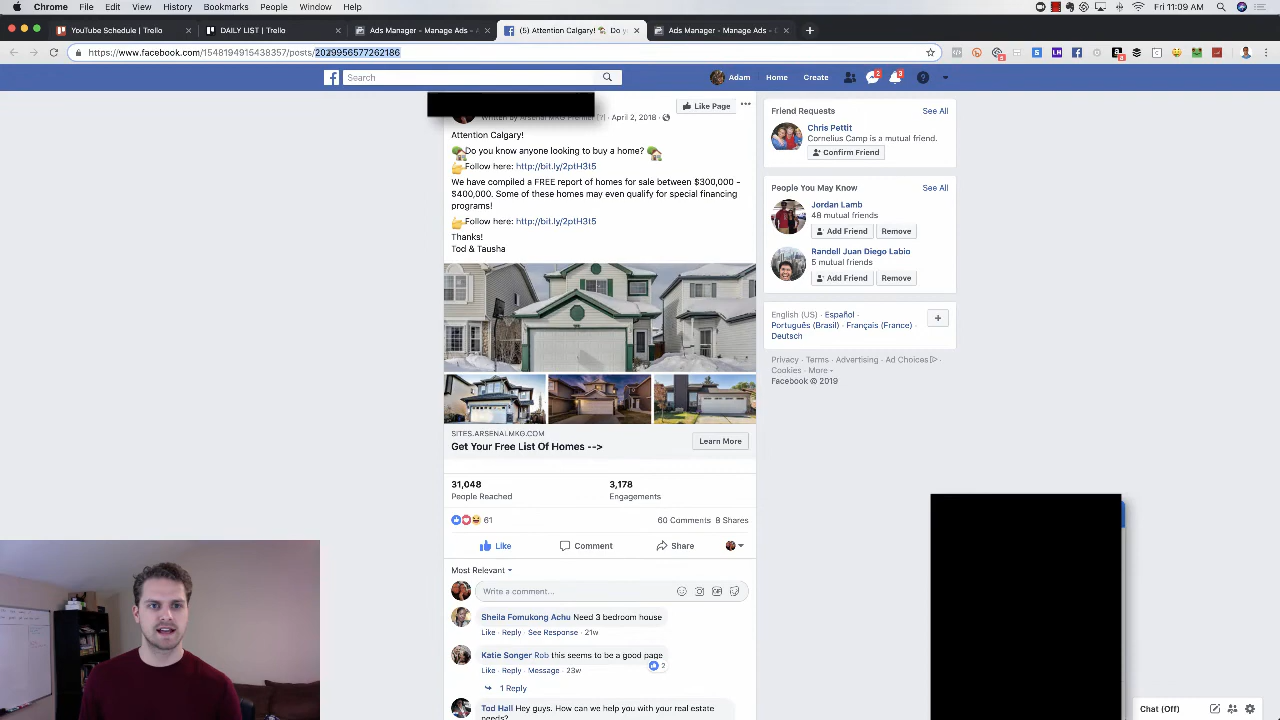 Chrome File Edit View History Bookmarks People Window Help
Fri 11:09 AM
YouTube Schedule | Trello
DAILY LIST | Trello
Ads Manager - Manage Ads - A
(5) Attention Calgary! 🏡 Do yo
Ads Manager - Manage Ads - D
https://www.facebook.com/1548194915438357/posts/2029956577262186
Search
Adam Home Create
2 3
Like Page
April 2, 2018
Attention Calgary!
🏡Do you know anyone looking to buy a home? 🏡
👉Follow here: http://bit.ly/2ptH3t5
We have compiled a FREE report of homes for sale between $300,000 -
$400,000. Some of these homes may even qualify for special financing
programs!
👉Follow here: http://bit.ly/2ptH3t5
Thanks!
Tod & Tausha
SITES.ARSENALMKG.COM
Get Your Free List Of Homes -->
Learn More
31,048 3,178
People Reached Engagements
61 60 Comments 8 Shares
Like Comment Share
Most Relevant
Write a comment...
Sheila Fomukong Achu Need 3 bedroom house
Like · Reply · See Response · 21w
Katie Songer Rob this seems to be a good page
2
Like · Reply · Message · 23w
1 Reply
Tod Hall Hey guys. How can we help you with your real estate
needs?
Friend Requests See All
Chris Pettit
Cornelius Camp is a mutual friend.
Confirm Friend
People You May Know See All
Jordan Lamb
48 mutual friends
Add Friend Remove
Randell Juan Diego Labio
5 mutual friends
Add Friend Remove
English (US) · Español ·
Português (Brasil) · Français (France) ·
Deutsch
Privacy · Terms · Advertising · Ad Choices ·
Cookies · More
Facebook © 2019
Chat (Off)